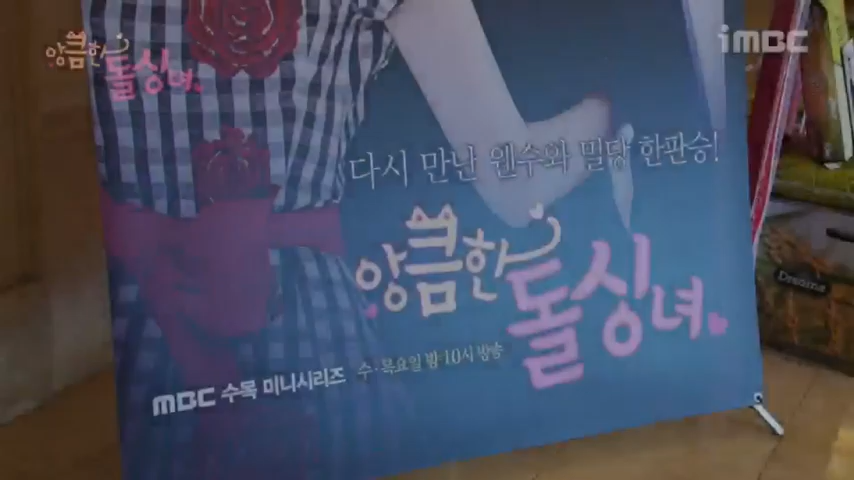 앙큼한
돌싱녀
iMBC
다시 만난 웬수와 밀당 한판승!
앙큼한
돌싱녀
MBC 수목 미니시리즈 수·목요일 밤 10시 방송
Dreams